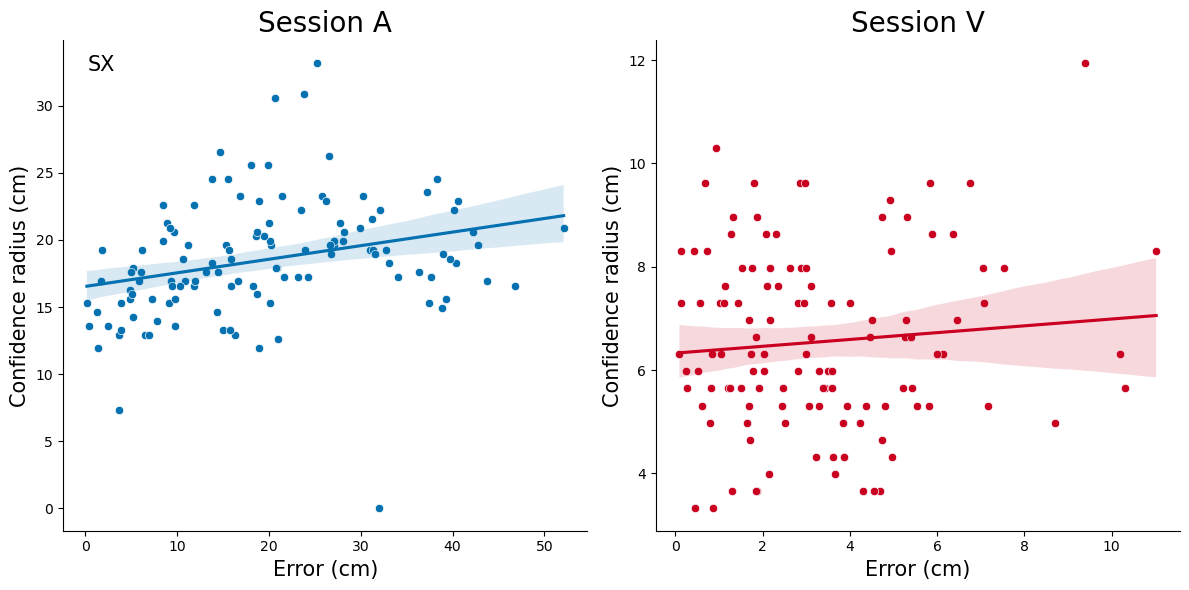 Session A
SX
Confidence radius (cm)
30
25
20
15
10
5
0
0 10 20 30 40 50
Error (cm)
Session V
Confidence radius (cm)
12
10
8
6
4
0 2 4 6 8 10
Error (cm)